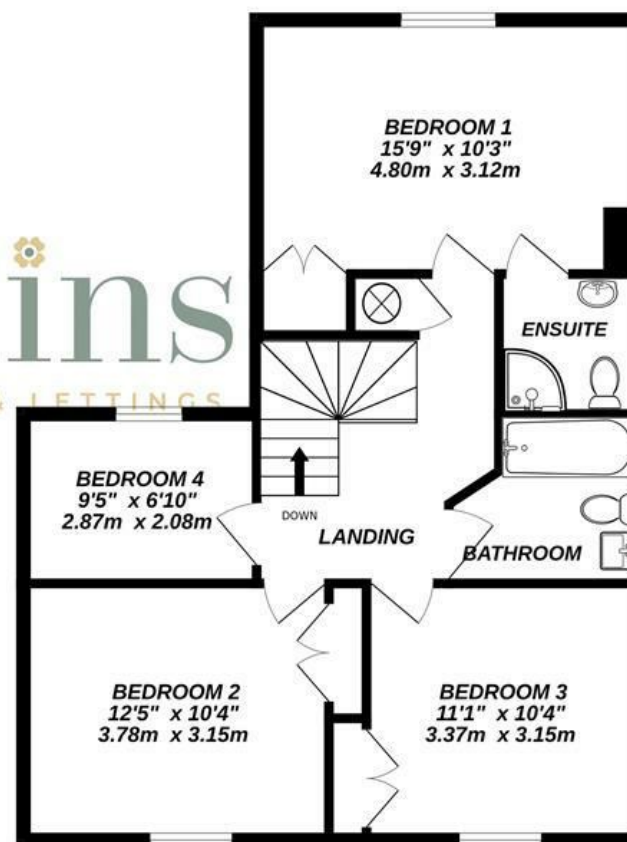 BEDROOM 1
15'9" x 10'3"
4.80m x 3.12m
ins
& LETTINGS
ENSUITE
BEDROOM 4
9'5" x 6'10"
2.87m x 2.08m
DOWN
LANDING
BATHROOM
BEDROOM 2
12'5" x 10'4"
3.78m x 3.15m
BEDROOM 3
11'1" x 10'4"
3.37m x 3.15m